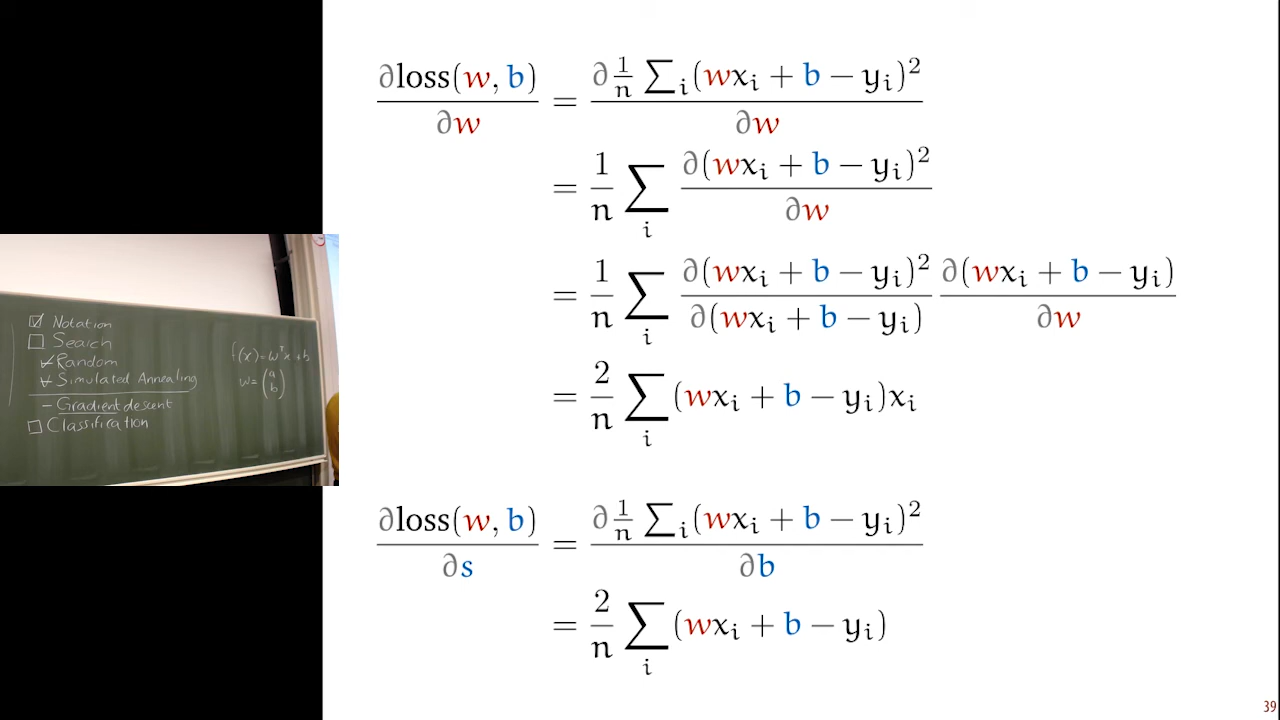 ∂loss(w, b) / ∂w = ∂ 1/n ∑ᵢ(wxᵢ + b − yᵢ)² / ∂w
= 1/n ∑ᵢ ∂(wxᵢ + b − yᵢ)² / ∂w
= 1/n ∑ᵢ ∂(wxᵢ + b − yᵢ)² / ∂(wxᵢ + b − yᵢ) ∂(wxᵢ + b − yᵢ) / ∂w
= 2/n ∑ᵢ (wxᵢ + b − yᵢ)xᵢ
∂loss(w, b) / ∂s = ∂ 1/n ∑ᵢ(wxᵢ + b − yᵢ)² / ∂b
= 2/n ∑ᵢ (wxᵢ + b − yᵢ)
39
☑ Notation
☐ Search
✓ Random
✓ Simulated Annealing
– Gradient descent
☐ Classification
f(x) = wᵀx + b
w = (a b)